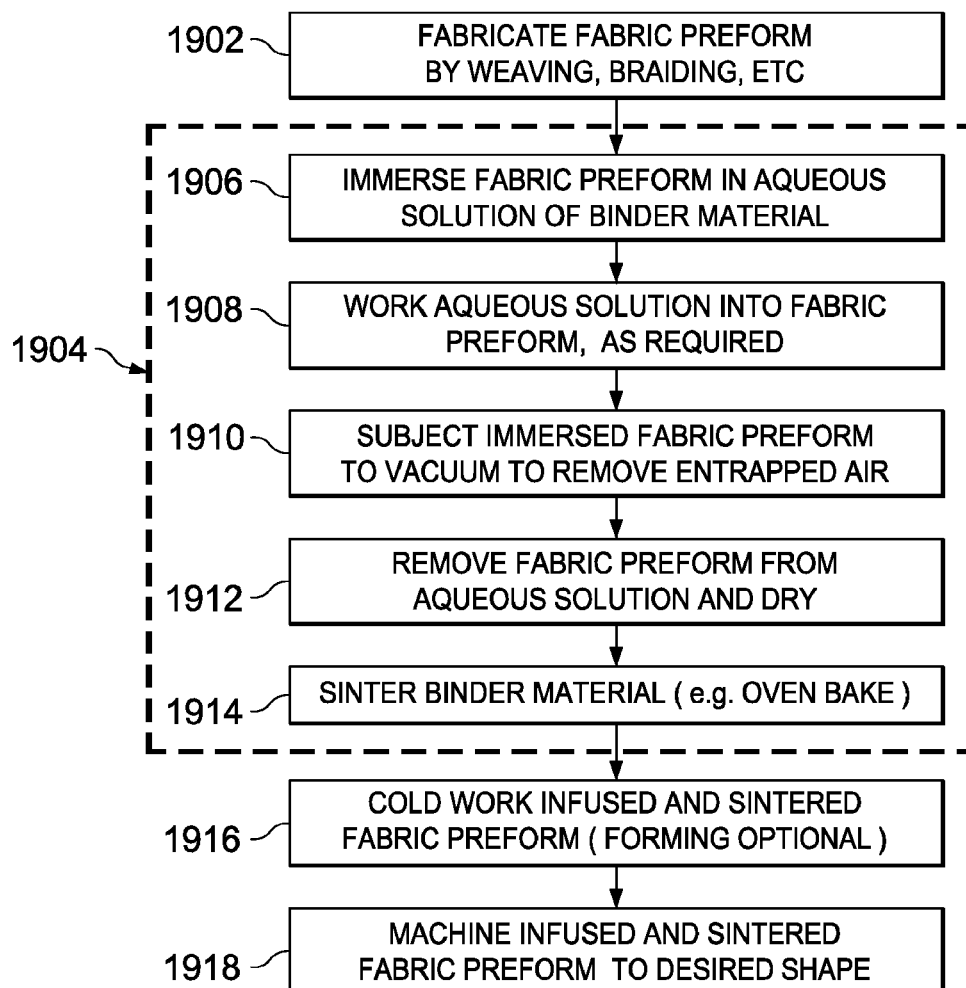 1902
FABRICATE FABRIC PREFORM
BY WEAVING, BRAIDING, ETC
1904
1906
IMMERSE FABRIC PREFORM IN AQUEOUS
SOLUTION OF BINDER MATERIAL
1908
WORK AQUEOUS SOLUTION INTO FABRIC
PREFORM, AS REQUIRED
1910
SUBJECT IMMERSED FABRIC PREFORM
TO VACUUM TO REMOVE ENTRAPPED AIR
1912
REMOVE FABRIC PREFORM FROM
AQUEOUS SOLUTION AND DRY
1914
SINTER BINDER MATERIAL ( e.g. OVEN BAKE )
1916
COLD WORK INFUSED AND SINTERED
FABRIC PREFORM ( FORMING OPTIONAL )
1918
MACHINE INFUSED AND SINTERED
FABRIC PREFORM TO DESIRED SHAPE